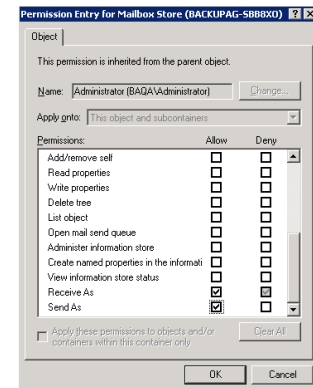 Permission Entry for Mailbox Store (BACKUPAG-SBB8XO)
Object
This permission is inherited from the parent object.
Name: Administrator (BAQA\Administrator) Change...
Apply onto: This object and subcontainers
Permissions: Allow Deny
Add/remove self
Read properties
Write properties
Delete tree
List object
Open mail send queue
Administer information store
Create named properties in the informati
View information store status
Receive As
Send As
Apply these permissions to objects and/or Clear All
containers within this container only
OK Cancel